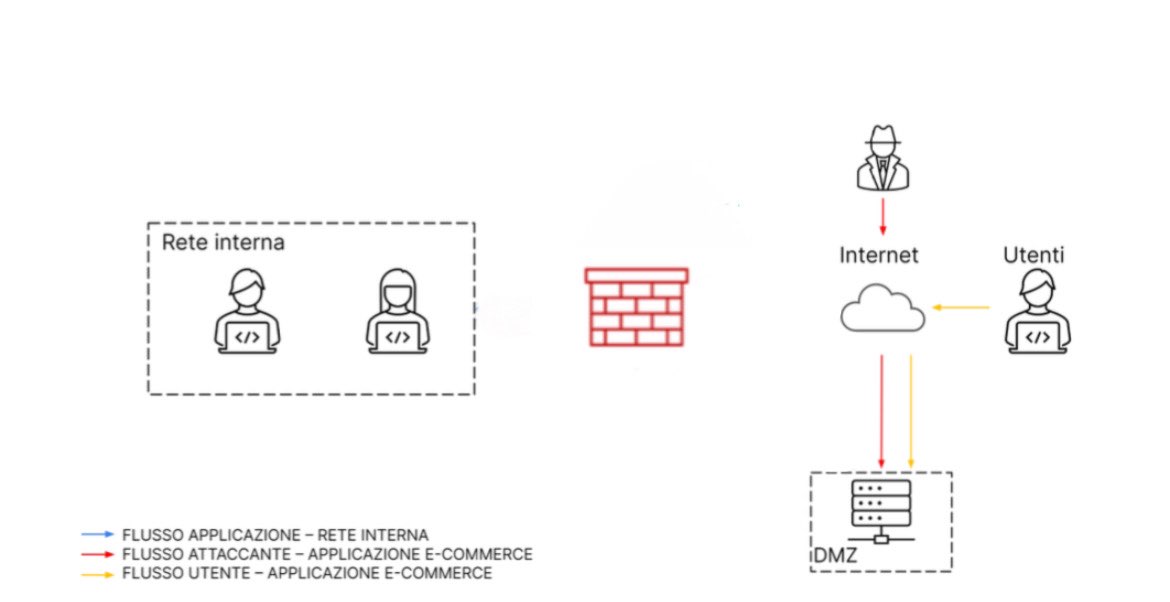 Rete interna
</>
</>
Internet
Utenti
</>
DMZ
FLUSSO APPLICAZIONE – RETE INTERNA
FLUSSO ATTACCANTE – APPLICAZIONE E-COMMERCE
FLUSSO UTENTE – APPLICAZIONE E-COMMERCE